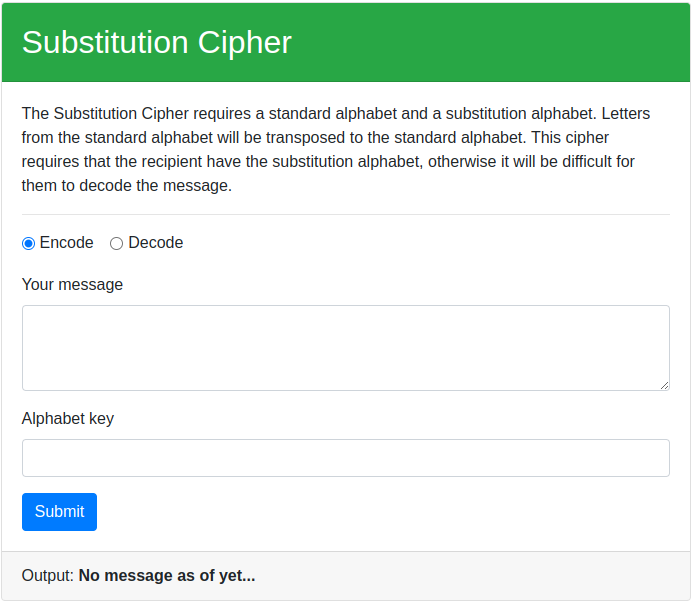 Substitution Cipher
The Substitution Cipher requires a standard alphabet and a substitution alphabet. Letters
from the standard alphabet will be transposed to the standard alphabet. This cipher
requires that the recipient have the substitution alphabet, otherwise it will be difficult for
them to decode the message.
Encode Decode
Your message
Alphabet key
Submit
Output: No message as of yet...